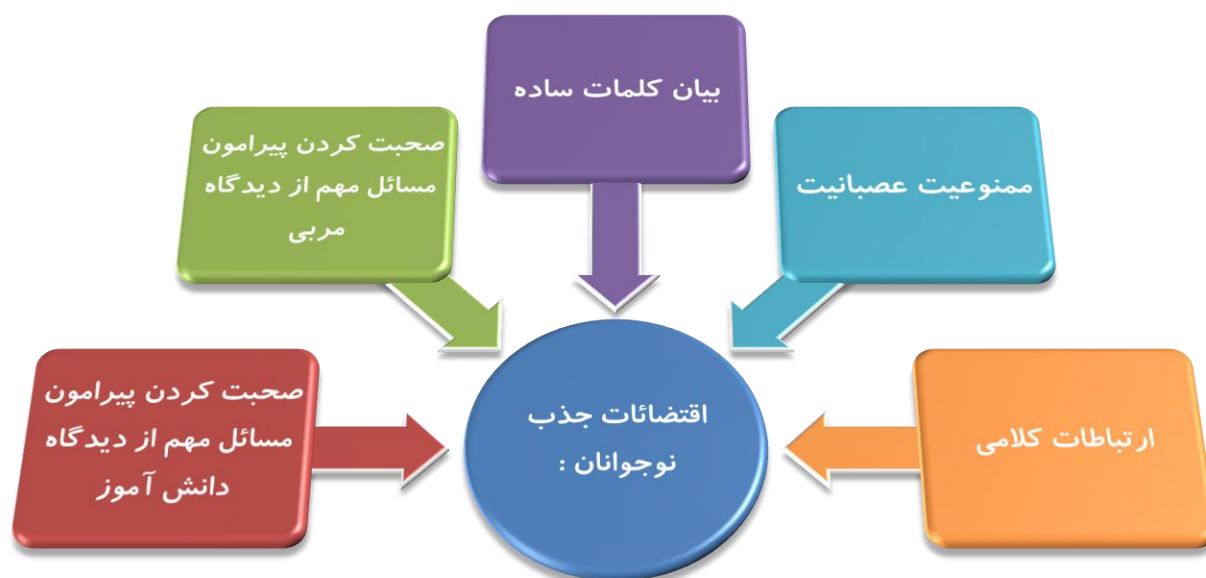 بیان کلمات ساده
صحبت کردن پیرامون
مسائل مهم از دیدگاه
مربی
ممنوعیت عصبانیت
صحبت کردن پیرامون
مسائل مهم از دیدگاه
دانش آموز
اقتضائات جذب
نوجوانان :
ارتباطات کلامی